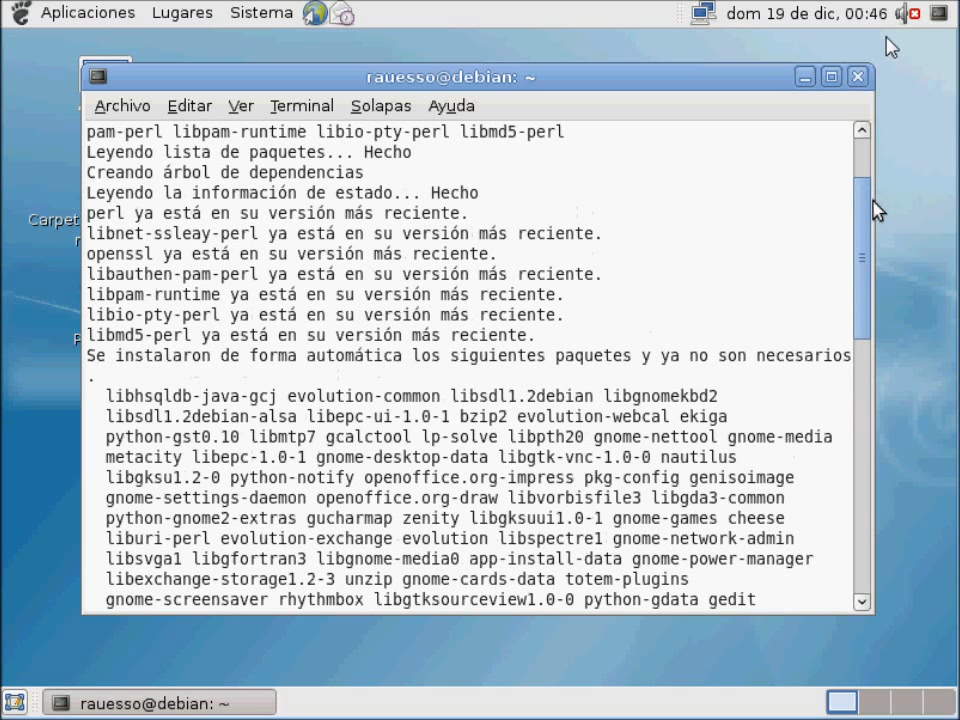 Aplicaciones Lugares Sistema dom 19 de dic, 00:46
rauesso@debian: ~
Archivo Editar Ver Terminal Solapas Ayuda
pam-perl libpam-runtime libio-pty-perl libmd5-perl
Leyendo lista de paquetes... Hecho
Creando árbol de dependencias
Leyendo la información de estado... Hecho
perl ya está en su versión más reciente.
libnet-ssleay-perl ya está en su versión más reciente.
openssl ya está en su versión más reciente.
libauthen-pam-perl ya está en su versión más reciente.
libpam-runtime ya está en su versión más reciente.
libio-pty-perl ya está en su versión más reciente.
libmd5-perl ya está en su versión más reciente.
Se instalaron de forma automática los siguientes paquetes y ya no son necesarios
.
libhsqldb-java-gcj evolution-common libsdl1.2debian libgnomekbd2
libsdl1.2debian-alsa libepc-ui-1.0-1 bzip2 evolution-webcal ekiga
python-gst0.10 libmtp7 gcalctool lp-solve libpth20 gnome-nettool gnome-media
metacity libepc-1.0-1 gnome-desktop-data libgtk-vnc-1.0-0 nautilus
libgksu1.2-0 python-notify openoffice.org-impress pkg-config genisoimage
gnome-settings-daemon openoffice.org-draw libvorbisfile3 libgda3-common
python-gnome2-extras gucharmap zenity libgksuui1.0-1 gnome-games cheese
liburi-perl evolution-exchange evolution libspectre1 gnome-network-admin
libsvga1 libgfortran3 libgnome-media0 app-install-data gnome-power-manager
libexchange-storage1.2-3 unzip gnome-cards-data totem-plugins
gnome-screensaver rhythmbox libgtksourceview1.0-0 python-gdata gedit
Carpet
rauesso@debian: ~